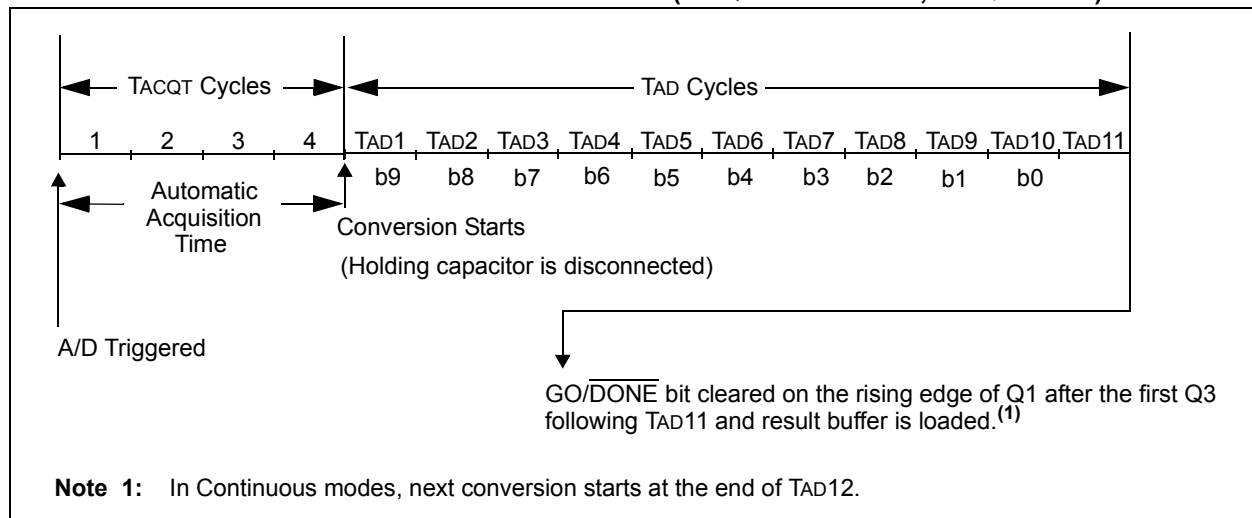 TACQT Cycles
TAD Cycles
1 2 3 4 TAD1 TAD2 TAD3 TAD4 TAD5 TAD6 TAD7 TAD8 TAD9 TAD10 TAD11
b9 b8 b7 b6 b5 b4 b3 b2 b1 b0
Automatic
Acquisition
Time
Conversion Starts
(Holding capacitor is disconnected)
A/D Triggered
GO/DONE bit cleared on the rising edge of Q1 after the first Q3
following TAD11 and result buffer is loaded.(1)
Note 1: In Continuous modes, next conversion starts at the end of TAD12.